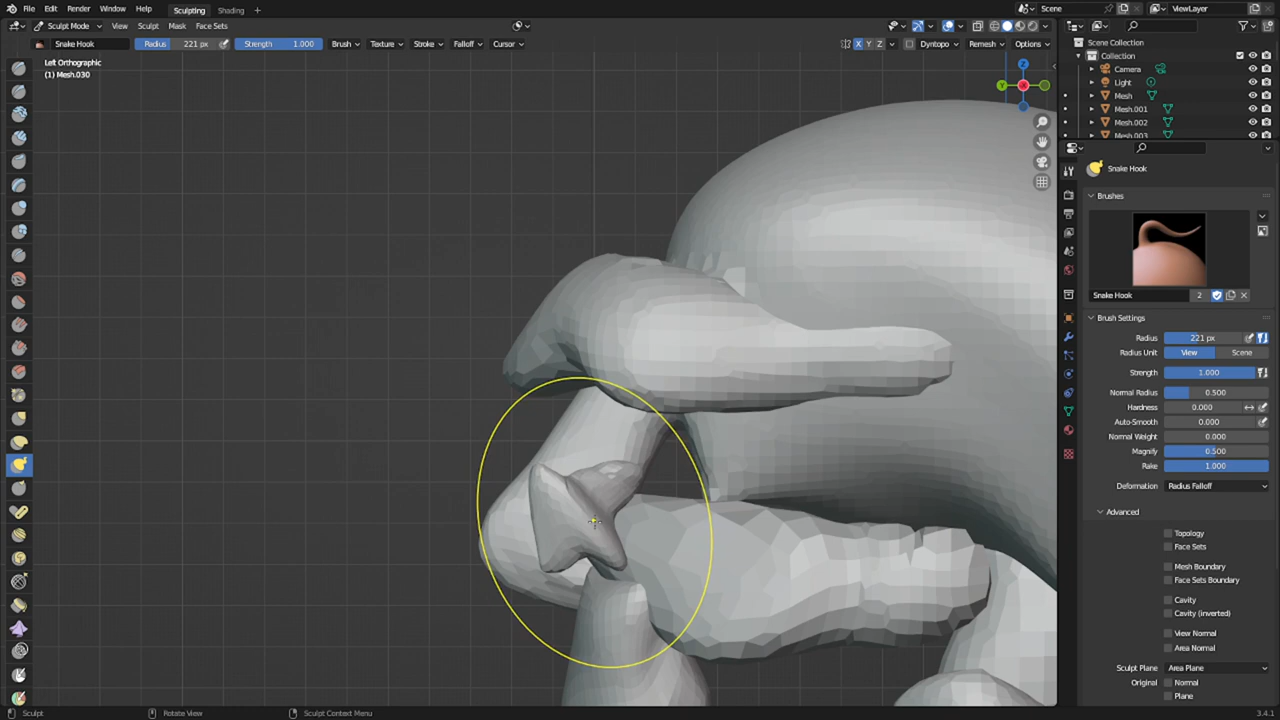 File Edit Render Window Help Sculpting Shading + Scene ViewLayer
Sculpt Mode View Sculpt Mask Face Sets
Snake Hook Radius 221 px Strength 1.000 Brush Texture Stroke Falloff Cursor X Y Z Dyntopo Remesh Options
Left Orthographic
(1) Mesh.030
Z
Y
X
Scene Collection
Collection
Camera
Light
Mesh
Mesh.001
Mesh.002
Mesh.003
Snake Hook
Brushes
Snake Hook 2
Brush Settings
Radius 221 px
Radius Unit View Scene
Strength 1.000
Normal Radius 0.500
Hardness 0.000
Auto-Smooth 0.000
Normal Weight 0.000
Magnify 0.500
Rake 1.000
Deformation Radius Falloff
Advanced
Topology
Face Sets
Mesh Boundary
Face Sets Boundary
Cavity
Cavity (inverted)
View Normal
Area Normal
Sculpt Plane Area Plane
Original Normal
Plane
Sculpt Rotate View Sculpt Context Menu 3.4.1